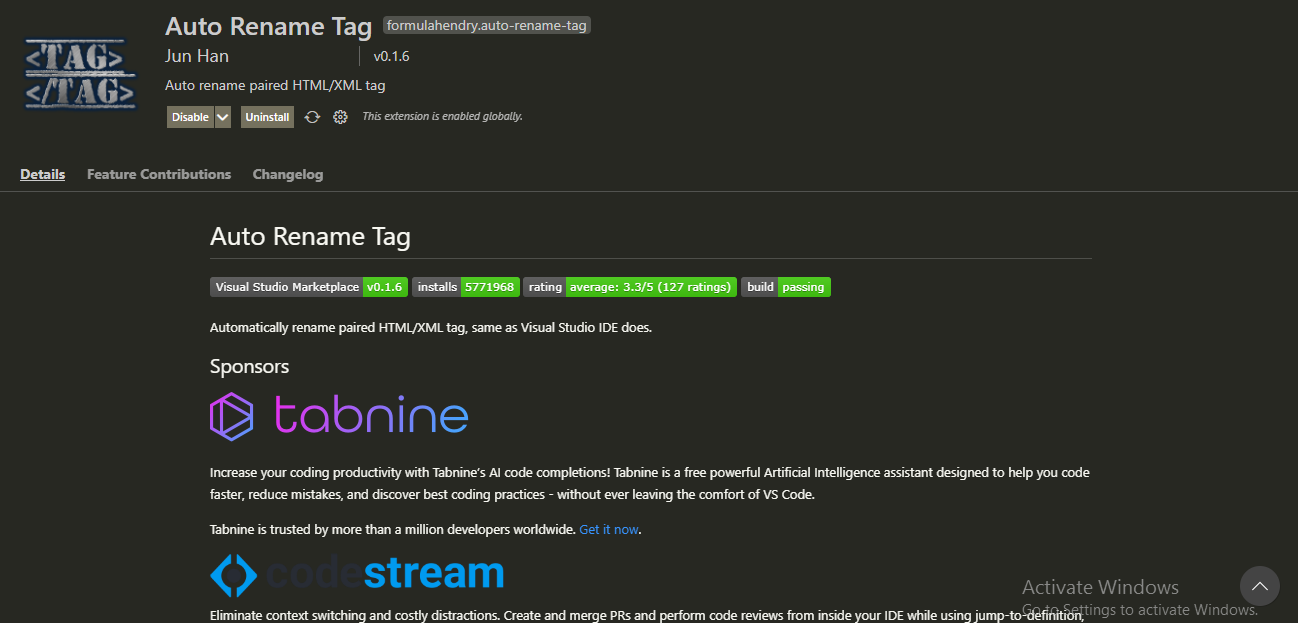 <TAG>
</TAG>
Auto Rename Tag formulahendry.auto-rename-tag
Jun Han v0.1.6
Auto rename paired HTML/XML tag
Disable Uninstall This extension is enabled globally.
Details Feature Contributions Changelog
Auto Rename Tag
Visual Studio Marketplace v0.1.6 installs 5771968 rating average: 3.3/5 (127 ratings) build passing
Automatically rename paired HTML/XML tag, same as Visual Studio IDE does.
Sponsors
tabnine
Increase your coding productivity with Tabnine’s AI code completions! Tabnine is a free powerful Artificial Intelligence assistant designed to help you code
faster, reduce mistakes, and discover best coding practices - without ever leaving the comfort of VS Code.
Tabnine is trusted by more than a million developers worldwide. Get it now.
codestream
Eliminate context switching and costly distractions. Create and merge PRs and perform code reviews from inside your IDE while using jump-to-definition,
Activate Windows
Go to Settings to activate Windows.